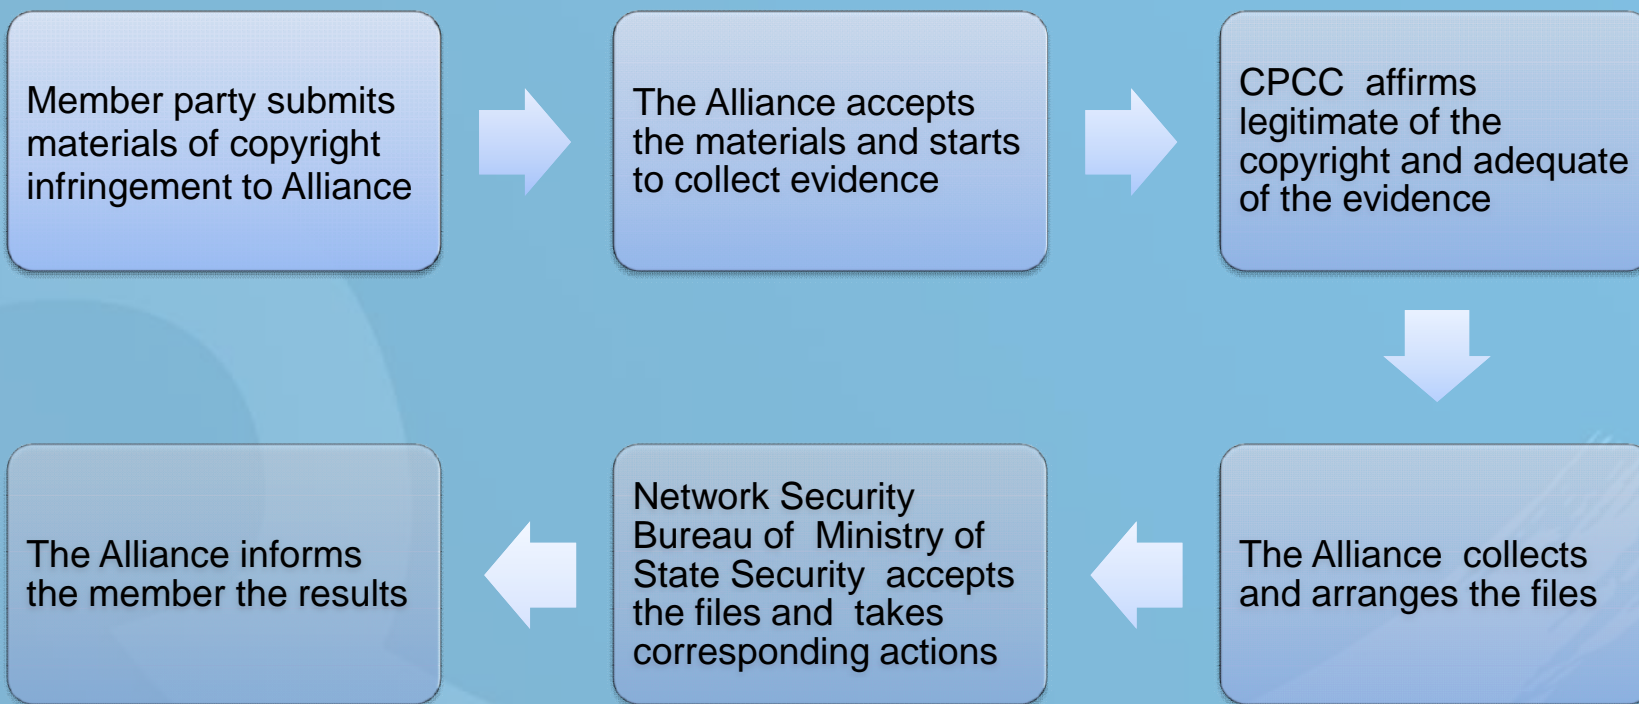 Member party submits
materials of copyright
infringement to Alliance
The Alliance accepts
the materials and starts
to collect evidence
CPCC affirms
legitimate of the
copyright and adequate
of the evidence
The Alliance collects
and arranges the files
Network Security
Bureau of Ministry of
State Security accepts
the files and takes
corresponding actions
The Alliance informs
the member the results